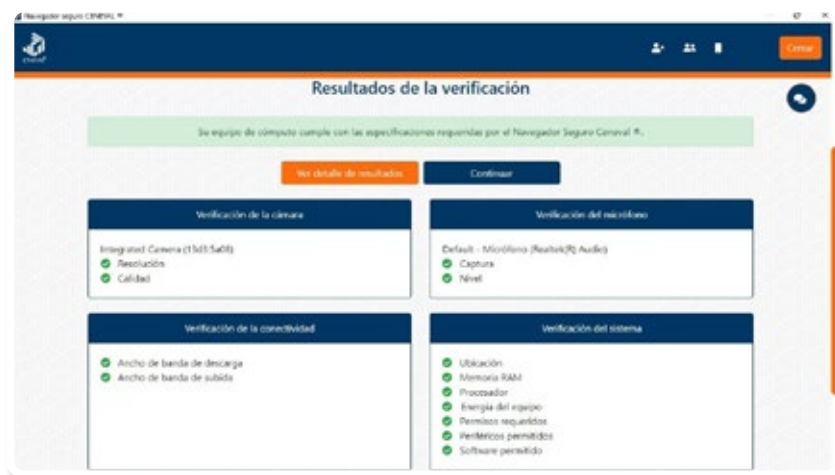 Navegador seguro CENEVAL ®
Cerrar
Resultados de la verificación
Su equipo de cómputo cumple con las especificaciones requeridas por el Navegador Seguro Ceneval ®.
Ver detalle de resultados
Continuar
Verificación de la cámara
Integrated Camera (13d3:5a08)
Resolución
Calidad
Verificación del micrófono
Default - Micrófono (Realtek(R) Audio)
Captura
Nivel
Verificación de la conectividad
Ancho de banda de descarga
Ancho de banda de subida
Verificación del sistema
Ubicación
Memoria RAM
Procesador
Energía del equipo
Permisos requeridos
Periféricos permitidos
Software permitido